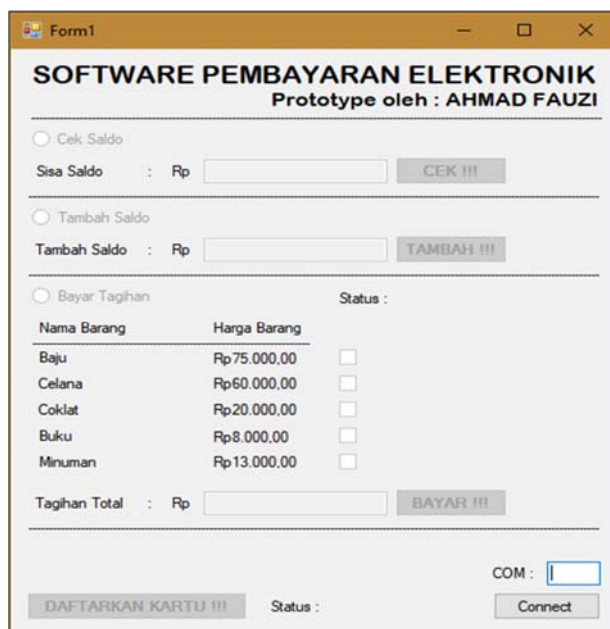 Form1
SOFTWARE PEMBAYARAN ELEKTRONIK
Prototype oleh : AHMAD FAUZI
Cek Saldo
Sisa Saldo : Rp CEK !!!
Tambah Saldo
Tambah Saldo : Rp TAMBAH !!!
Bayar Tagihan Status :
Nama Barang Harga Barang
Baju Rp75.000,00
Celana Rp60.000,00
Coklat Rp20.000,00
Buku Rp8.000,00
Minuman Rp13.000,00
Tagihan Total : Rp BAYAR !!!
COM :
DAFTARKAN KARTU !!! Status : Connect